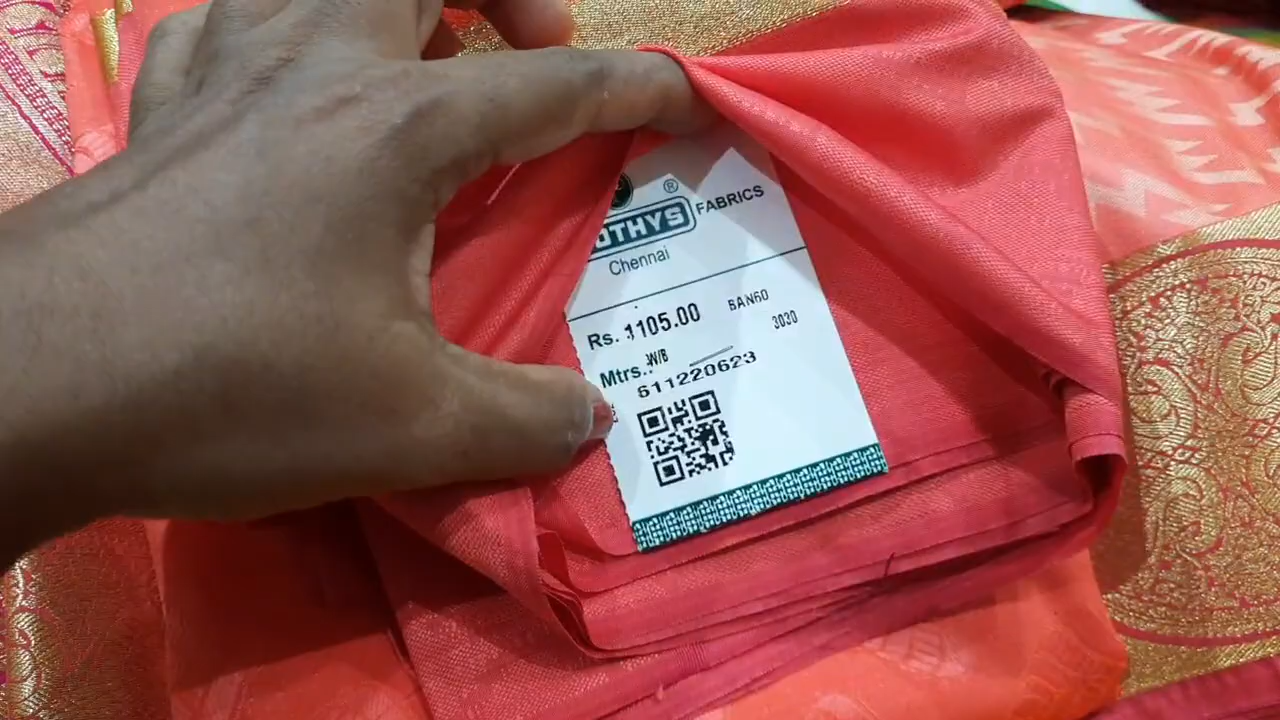 ®
OTHYS FABRICS
Chennai
Rs. 1105.00 BAN60
3030
Mtrs.. W/B
611220623